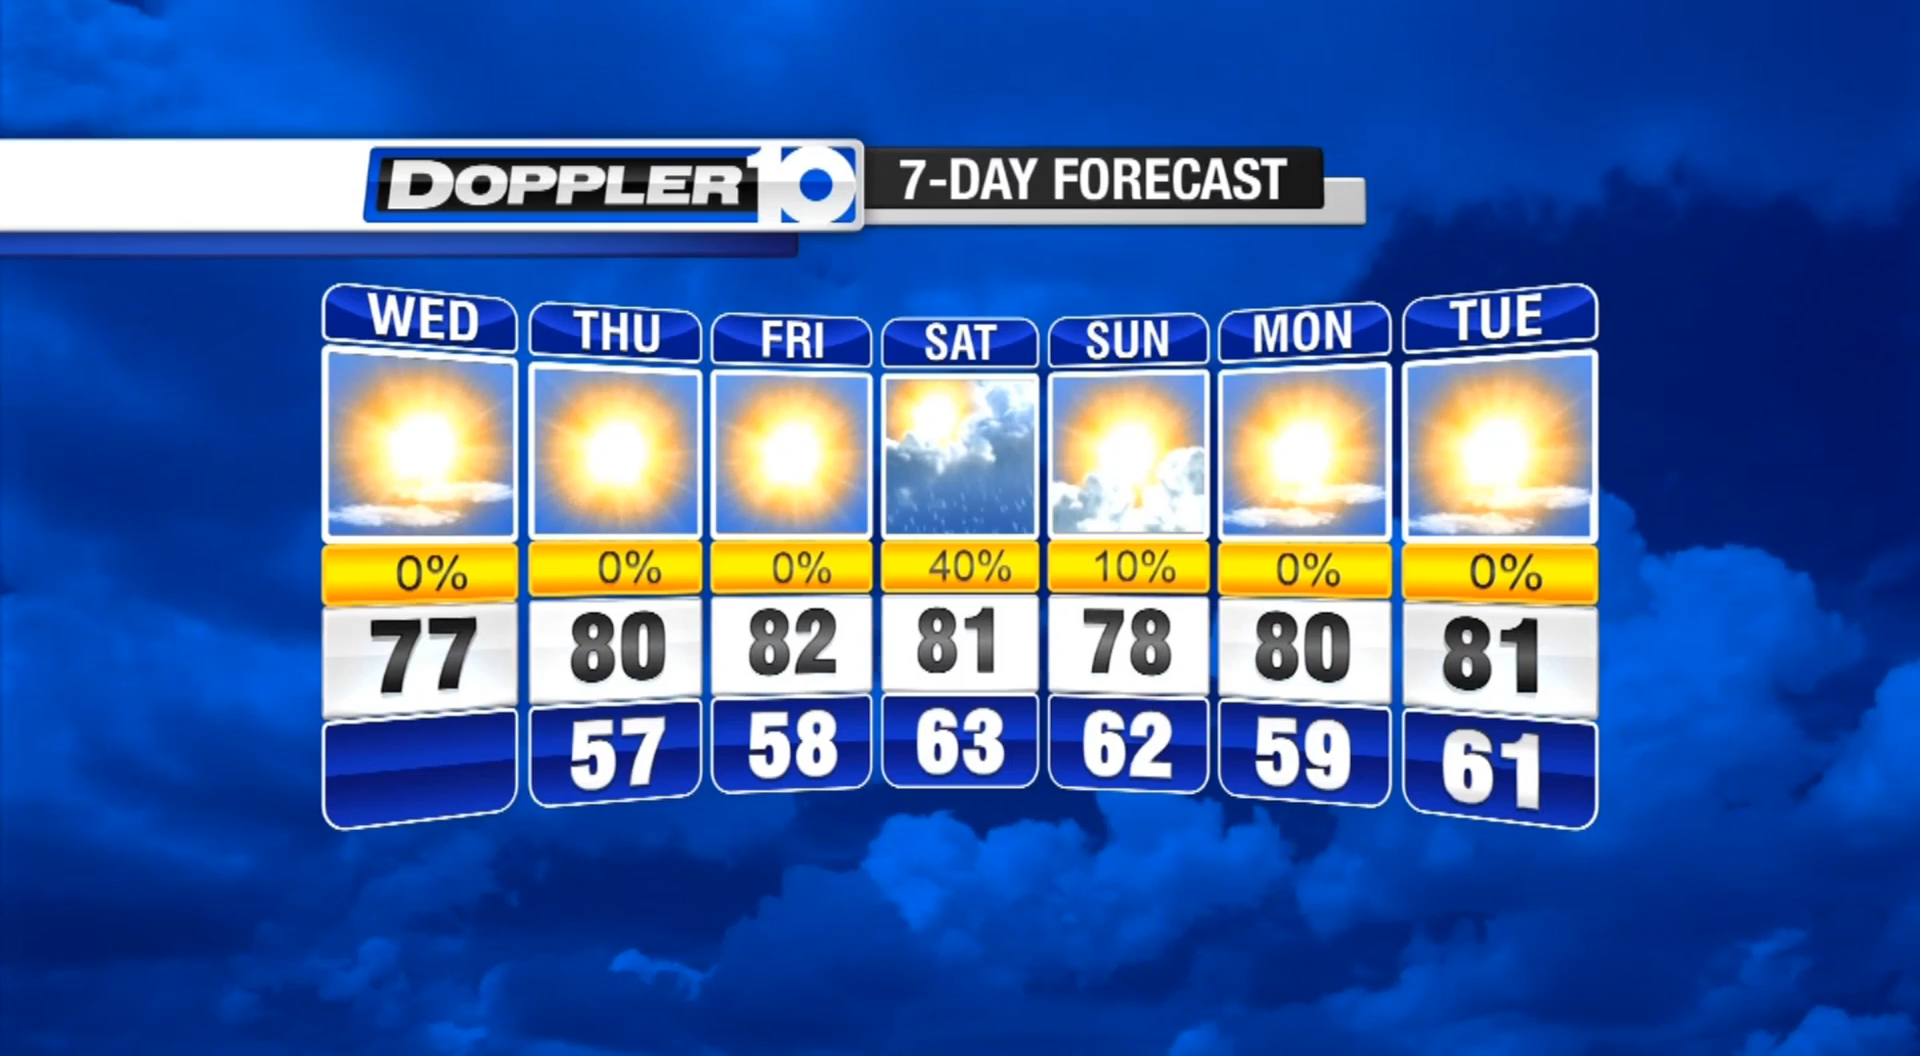 DOPPLER 10 7-DAY FORECAST
WED THU FRI SAT SUN MON TUE
0% 0% 0% 40% 10% 0% 0%
77 80 82 81 78 80 81
57 58 63 62 59 61